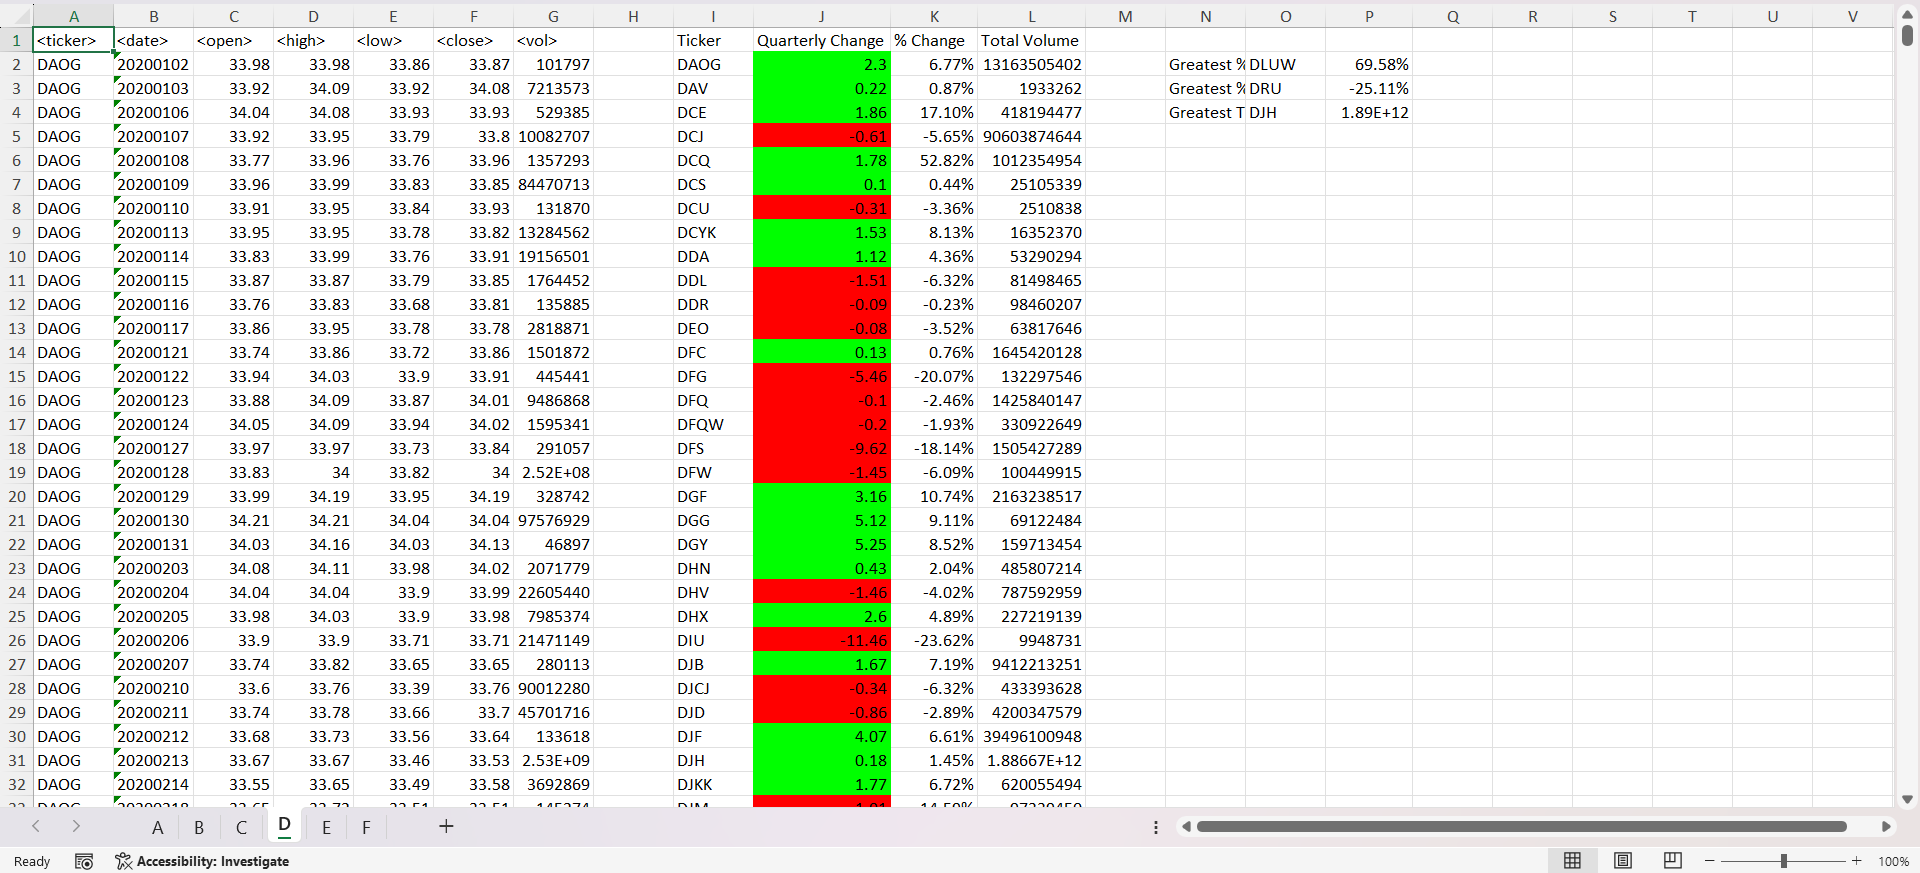 A B C D E F G H I J K L M N O P Q R S T U V
1 <ticker> <date> <open> <high> <low> <close> <vol> Ticker Quarterly Change % Change Total Volume
2 DAOG 20200102 33.98 33.98 33.86 33.87 101797 DAOG 2.3 6.77% 13163505402 Greatest % DLUW 69.58%
3 DAOG 20200103 33.92 34.09 33.92 34.08 7213573 DAV 0.22 0.87% 1933262 Greatest % DRU -25.11%
4 DAOG 20200106 34.04 34.08 33.93 33.93 529385 DCE 1.86 17.10% 418194477 Greatest T DJH 1.89E+12
5 DAOG 20200107 33.92 33.95 33.79 33.8 10082707 DCJ -0.61 -5.65% 90603874644
6 DAOG 20200108 33.77 33.96 33.76 33.96 1357293 DCQ 1.78 52.82% 1012354954
7 DAOG 20200109 33.96 33.99 33.83 33.85 84470713 DCS 0.1 0.44% 25105339
8 DAOG 20200110 33.91 33.95 33.84 33.93 131870 DCU -0.31 -3.36% 2510838
9 DAOG 20200113 33.95 33.95 33.78 33.82 13284562 DCYK 1.53 8.13% 16352370
10 DAOG 20200114 33.83 33.99 33.76 33.91 19156501 DDA 1.12 4.36% 53290294
11 DAOG 20200115 33.87 33.87 33.79 33.85 1764452 DDL -1.51 -6.32% 81498465
12 DAOG 20200116 33.76 33.83 33.68 33.81 135885 DDR -0.09 -0.23% 98460207
13 DAOG 20200117 33.86 33.95 33.78 33.78 2818871 DEO -0.08 -3.52% 63817646
14 DAOG 20200121 33.74 33.86 33.72 33.86 1501872 DFC 0.13 0.76% 1645420128
15 DAOG 20200122 33.94 34.03 33.9 33.91 445441 DFG -5.46 -20.07% 132297546
16 DAOG 20200123 33.88 34.09 33.87 34.01 9486868 DFQ -0.1 -2.46% 1425840147
17 DAOG 20200124 34.05 34.09 33.94 34.02 1595341 DFQW -0.2 -1.93% 330922649
18 DAOG 20200127 33.97 33.97 33.73 33.84 291057 DFS -9.62 -18.14% 1505427289
19 DAOG 20200128 33.83 34 33.82 34 2.52E+08 DFW -1.45 -6.09% 100449915
20 DAOG 20200129 33.99 34.19 33.95 34.19 328742 DGF 3.16 10.74% 2163238517
21 DAOG 20200130 34.21 34.21 34.04 34.04 97576929 DGG 5.12 9.11% 69122484
22 DAOG 20200131 34.03 34.16 34.03 34.13 46897 DGY 5.25 8.52% 159713454
23 DAOG 20200203 34.08 34.11 33.98 34.02 2071779 DHN 0.43 2.04% 485807214
24 DAOG 20200204 34.04 34.04 33.9 33.99 22605440 DHV -1.46 -4.02% 787592959
25 DAOG 20200205 33.98 34.03 33.9 33.98 7985374 DHX 2.6 4.89% 227219139
26 DAOG 20200206 33.9 33.9 33.71 33.71 21471149 DIU -11.46 -23.62% 9948731
27 DAOG 20200207 33.74 33.82 33.65 33.65 280113 DJB 1.67 7.19% 9412213251
28 DAOG 20200210 33.6 33.76 33.39 33.76 90012280 DJCJ -0.34 -6.32% 433393628
29 DAOG 20200211 33.74 33.78 33.66 33.7 45701716 DJD -0.86 -2.89% 4200347579
30 DAOG 20200212 33.68 33.73 33.56 33.64 133618 DJF 4.07 6.61% 39496100948
31 DAOG 20200213 33.67 33.67 33.46 33.53 2.53E+09 DJH 0.18 1.45% 1.88667E+12
32 DAOG 20200214 33.55 33.65 33.49 33.58 3692869 DJKK 1.77 6.72% 620055494
A B C D E F
Ready Accessibility: Investigate 100%